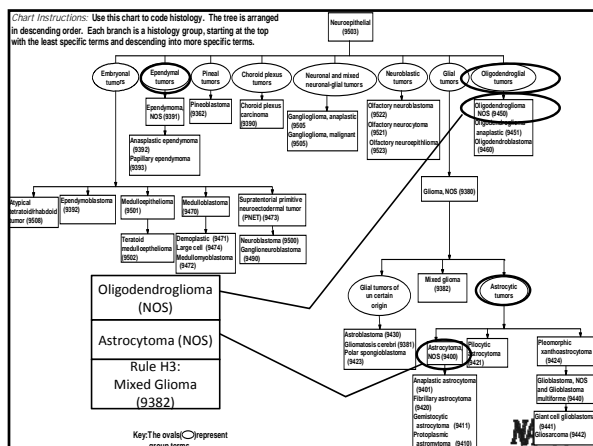 Chart Instructions: Use this chart to code histology. The tree is arranged
in descending order. Each branch is a histology group, starting at the top
with the least specific terms and descending into more specific terms.
Neuroepithelial
(9503)
Embryonal
tumors
Ependymal
tumors
Pineal
tumors
Choroid plexus
tumors
Neuronal and mixed
neuronal-glial tumors
Neuroblastic
tumors
Glial
tumors
Oligodendroglial
tumors
Ependymoma,
NOS (9391)
Anasplastic ependymoma
(9392)
Papillary ependymoma
(9393)
Pineoblastoma
(9362)
Choroid plexus
carcinoma
(9390)
Ganglioglioma, anaplastic
(9505
Ganglioglioma, malignant
(9505)
Olfactory neuroblastoma
(9522)
Olfactory neurocytoma
(9521)
Olfactory neuroepithlioma
(9523)
Oligodendroglioma
NOS (9450)
Oligodendroglioma
anaplastic (9451)
Oligodendroblastoma
(9460)
Glioma, NOS (9380)
Atypical
teratoid/rhabdoid
tumor (9508)
Ependymoblastoma
(9392)
Medulloepithelioma
(9501)
Teratoid
medulloepithelioma
(9502)
Medulloblastoma
(9470)
Demoplastic (9471)
Large cell (9474)
Medullomyoblastoma
(9472)
Supratentorial primitive
neuroectodermal tumor
(PNET) (9473)
Neuroblastoma (9500)
Ganglioneuroblastoma
(9490)
Glial tumors of
un certain
origin
Mixed glioma
(9382)
Astrocytic
tumors
Astroblastoma (9430)
Gliomatosis cerebri (9381)
Polar spongioblastoma
(9423)
Astrocytoma,
NOS (9400)
Anaplastic astrocytoma
(9401)
Fibrillary astrocytoma
(9420)
Gemistocytic
astrocytoma (9411)
Protoplasmic
astromytoma (9410)
Pilocytic
astrocytoma
(9421)
Pleomorphic
xanthoastrocytoma
(9424)
Glioblastoma, NOS
and Glioblastoma
multiforme (9440)
Giant cell glioblastoma
(9441)
Gliosarcoma (9442)
Oligodendroglioma
(NOS)
Astrocytoma (NOS)
Rule H3:
Mixed Glioma
(9382)
Key:The ovals represent
group terms